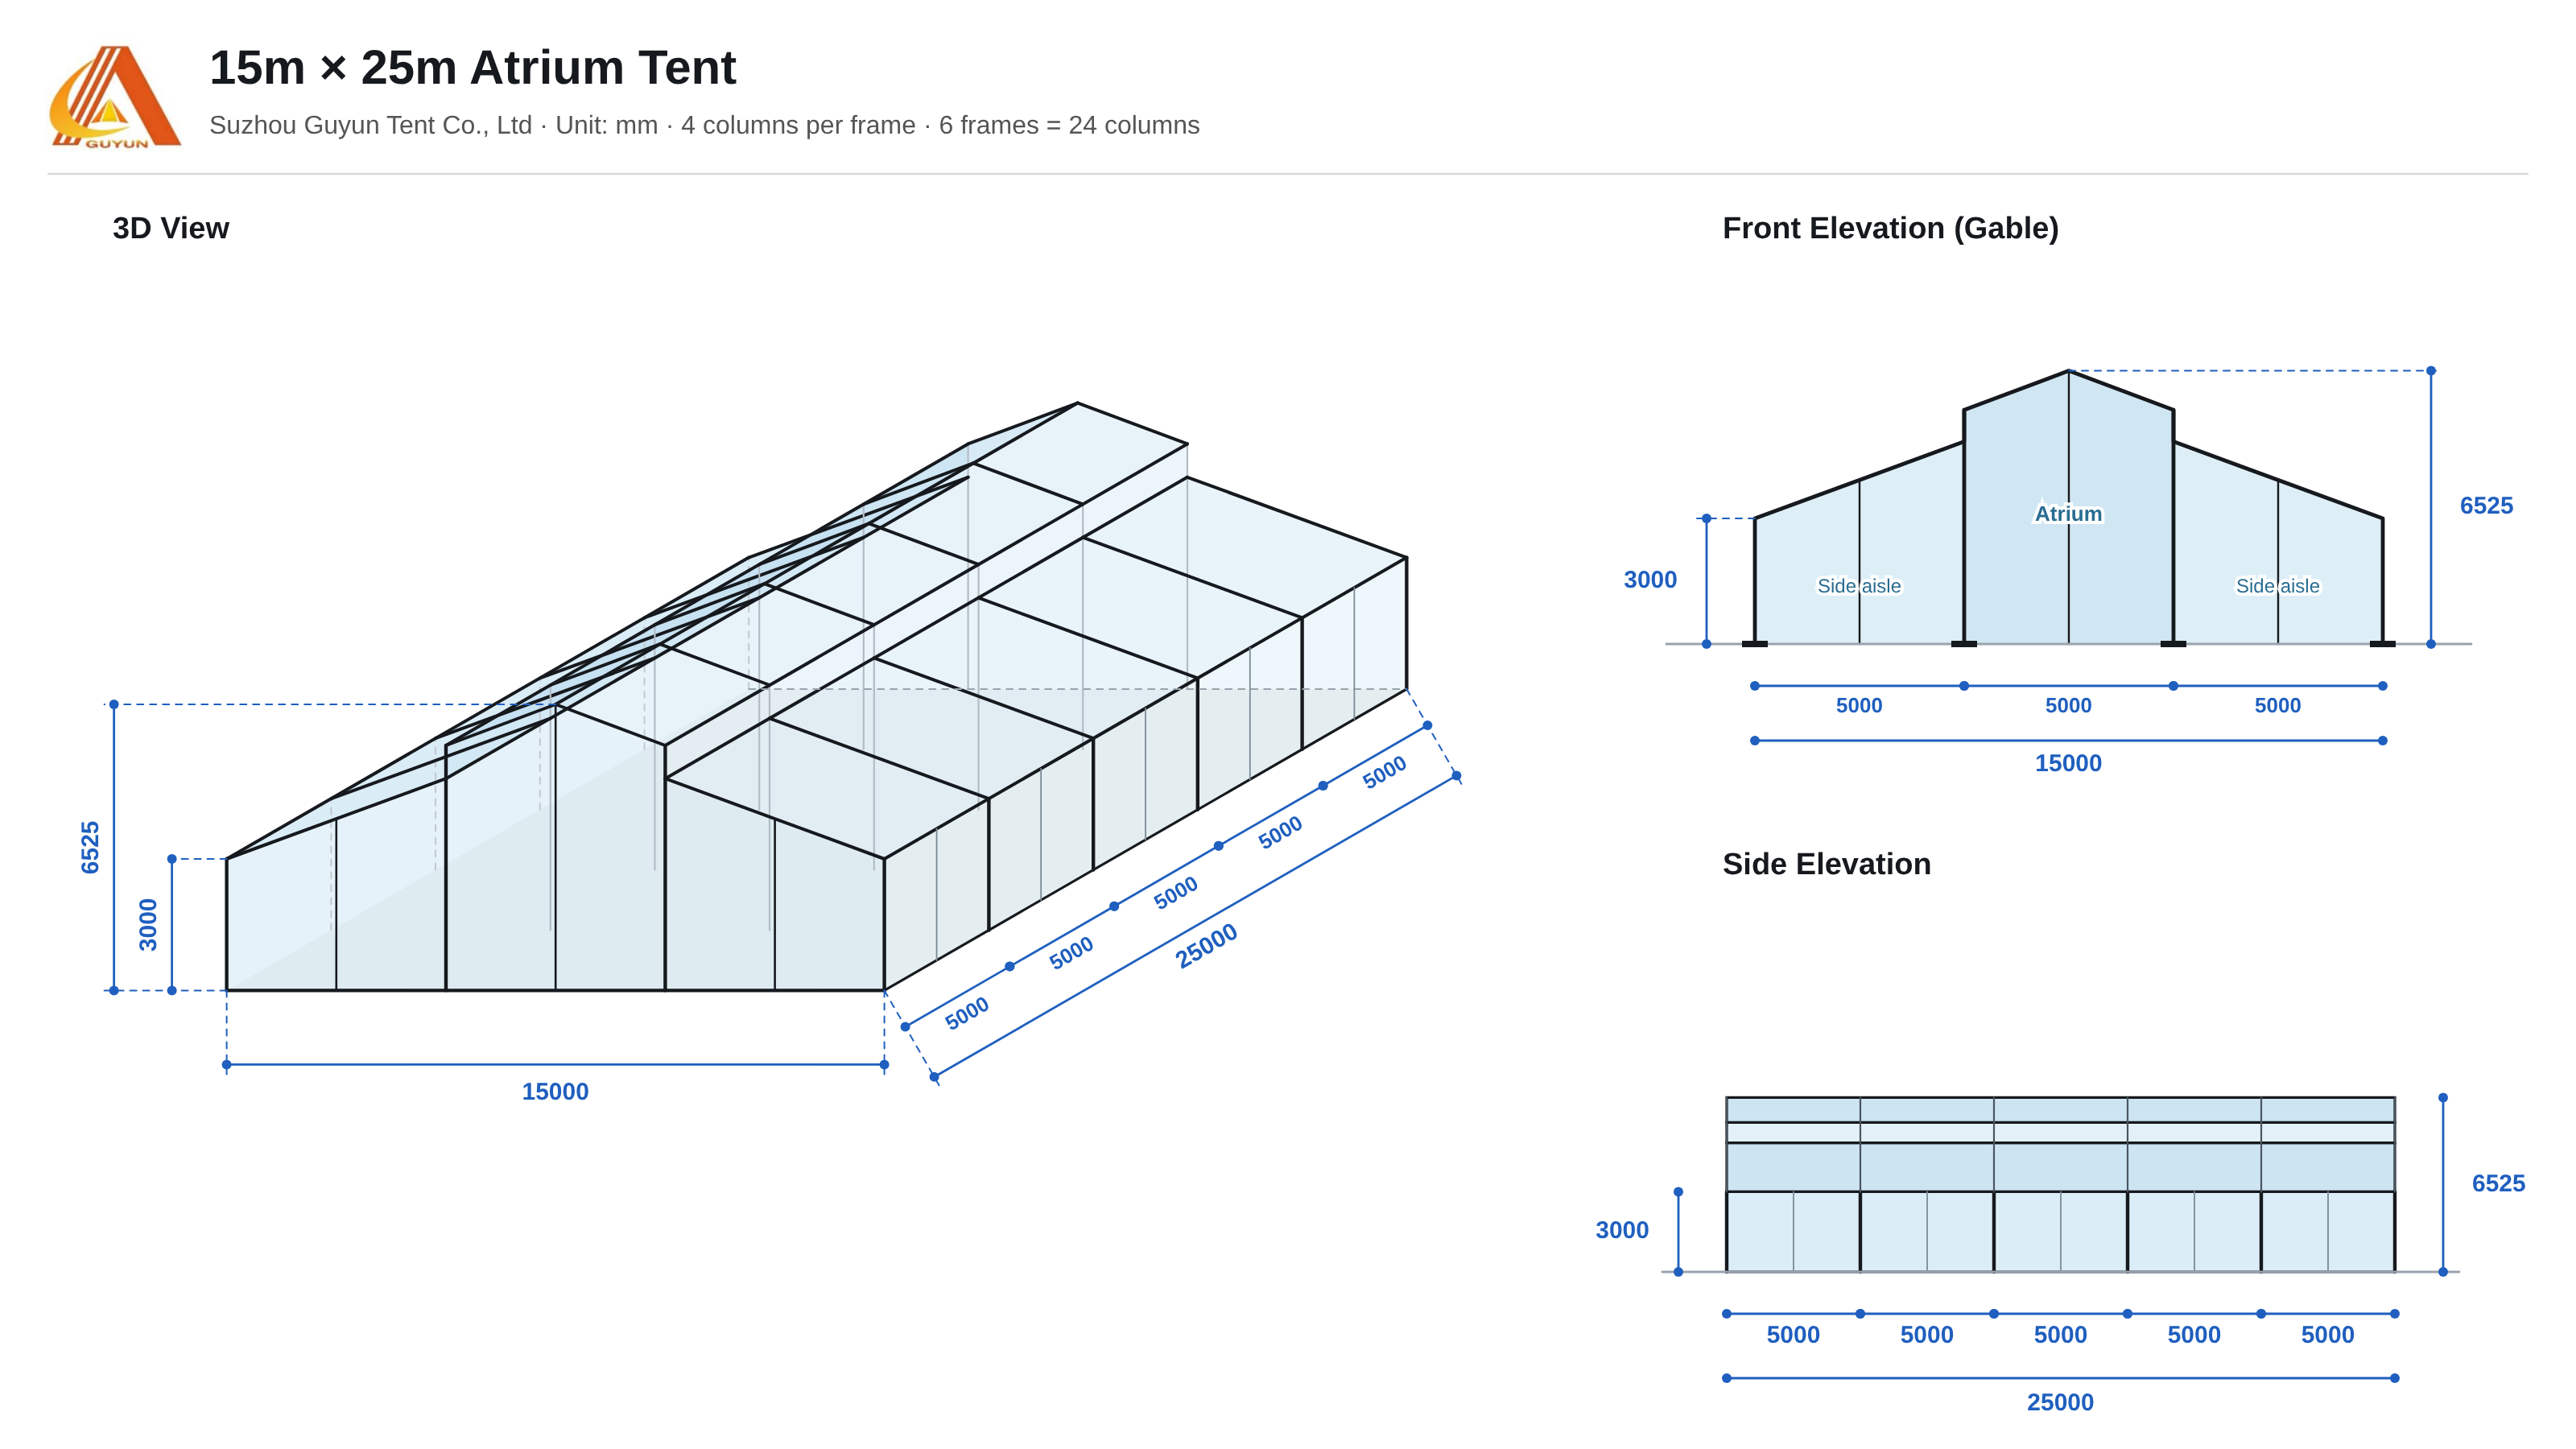 GUYUN
15m × 25m Atrium Tent
Suzhou Guyun Tent Co., Ltd · Unit: mm · 4 columns per frame · 6 frames = 24 columns
3D View
6525
3000
15000
5000
5000
5000
5000
5000
25000
Front Elevation (Gable)
6525
3000
Atrium
Side aisle
Side aisle
5000 5000 5000
15000
Side Elevation
6525
3000
5000 5000 5000 5000 5000
25000